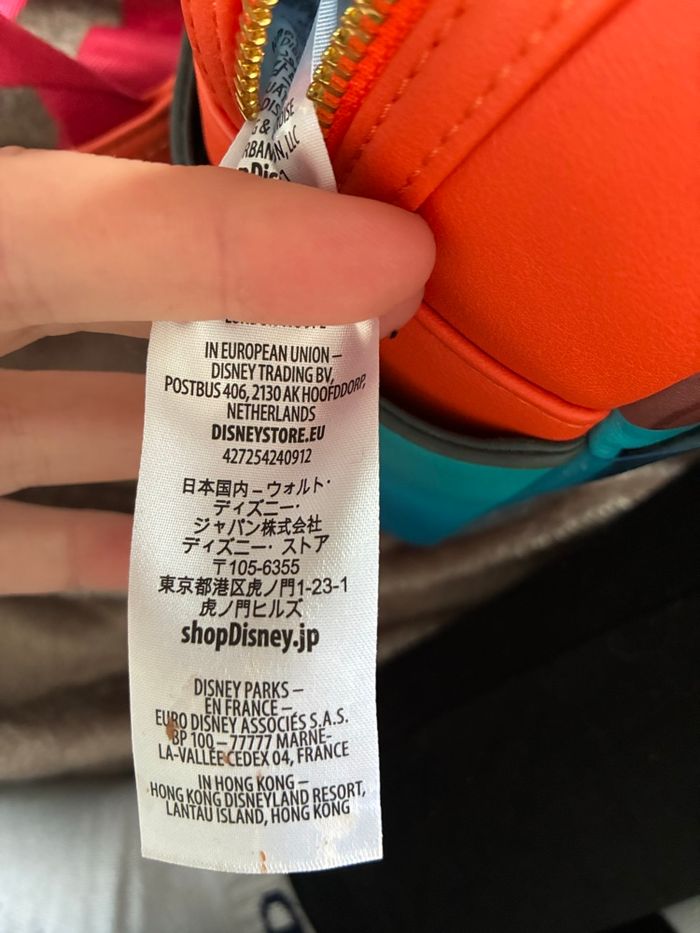 IN EUROPEAN UNION –
DISNEY TRADING BV,
POSTBUS 406, 2130 AK HOOFDDORP,
NETHERLANDS
DISNEYSTORE.EU
427254240912
日本国内 – ウォルト・
ディズニー・
ジャパン株式会社
ディズニー・ストア
〒105-6355
東京都港区虎ノ門1-23-1
虎ノ門ヒルズ
shopDisney.jp
DISNEY PARKS –
EN FRANCE –
EURO DISNEY ASSOCIÉS S.A.S.
BP 100 – 77777 MARNE-
LA-VALLÉE CEDEX 04, FRANCE
IN HONG KONG –
HONG KONG DISNEYLAND RESORT,
LANTAU ISLAND, HONG KONG